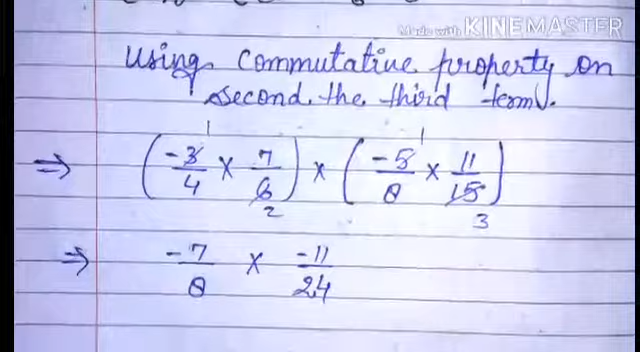 Made with KINEMASTER
Using commutative property on
second the third term.
⇒ (-3/4 × 7/6) × (-5/8 × 11/15)
1 2 1 3
⇒ -7/8 × -11/24